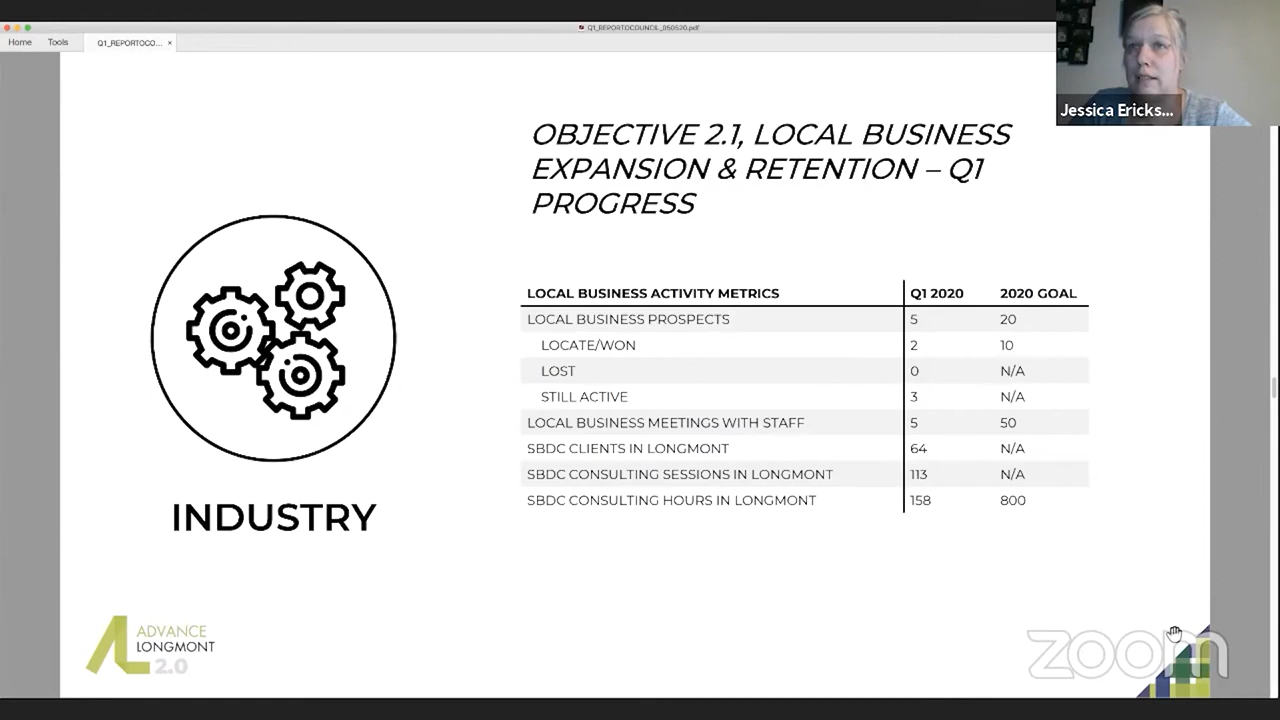 Q1_REPORTOCOUNCIL_050520.pdf
Home Tools Q1_REPORTOCO... ×
Jessica Ericks...
OBJECTIVE 2.1, LOCAL BUSINESS
EXPANSION & RETENTION – Q1
PROGRESS
LOCAL BUSINESS ACTIVITY METRICS Q1 2020 2020 GOAL
LOCAL BUSINESS PROSPECTS 5 20
LOCATE/WON 2 10
LOST 0 N/A
STILL ACTIVE 3 N/A
LOCAL BUSINESS MEETINGS WITH STAFF 5 50
SBDC CLIENTS IN LONGMONT 64 N/A
SBDC CONSULTING SESSIONS IN LONGMONT 113 N/A
SBDC CONSULTING HOURS IN LONGMONT 158 800
INDUSTRY
ADVANCE
LONGMONT
2.0
zoom